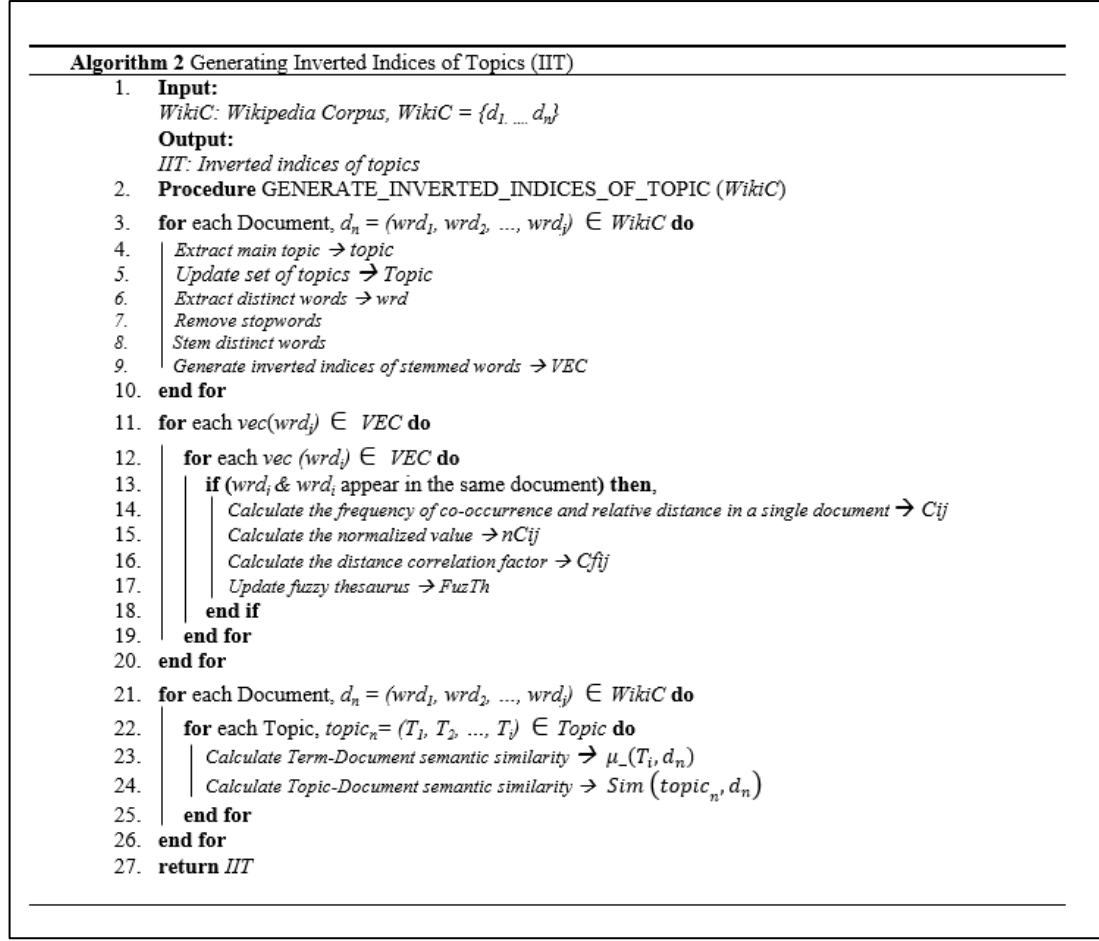 Algorithm 2 Generating Inverted Indices of Topics (IIT)
1. Input:
WikiC: Wikipedia Corpus, WikiC = {d1, .... dn}
Output:
IIT: Inverted indices of topics
2. Procedure GENERATE_INVERTED_INDICES_OF_TOPIC (WikiC)
3. for each Document, dn = (wrd1, wrd2, ..., wrdj) ∈ WikiC do
4. Extract main topic → topic
5. Update set of topics → Topic
6. Extract distinct words → wrd
7. Remove stopwords
8. Stem distinct words
9. Generate inverted indices of stemmed words → VEC
10. end for
11. for each vec(wrdj) ∈ VEC do
12. for each vec (wrdi) ∈ VEC do
13. if (wrdj & wrdi appear in the same document) then,
14. Calculate the frequency of co-occurrence and relative distance in a single document → Cij
15. Calculate the normalized value → nCij
16. Calculate the distance correlation factor → Cfij
17. Update fuzzy thesaurus → FuzTh
18. end if
19. end for
20. end for
21. for each Document, dn = (wrd1, wrd2, ..., wrdj) ∈ WikiC do
22. for each Topic, topicn= (T1, T2, ..., Ti) ∈ Topic do
23. Calculate Term-Document semantic similarity → μ_(Ti, dn)
24. Calculate Topic-Document semantic similarity → Sim (topicn, dn)
25. end for
26. end for
27. return IIT